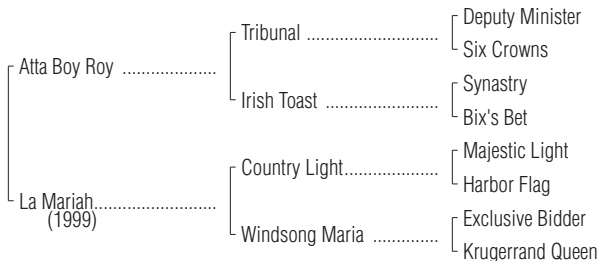 Deputy Minister
Tribunal ..............................
Six Crowns
Atta Boy Roy .....................
Synastry
Irish Toast .........................
Bix's Bet
Majestic Light
Country Light.....................
Harbor Flag
La Mariah...........................
(1999)
Exclusive Bidder
Windsong Maria ..............
Krugerrand Queen